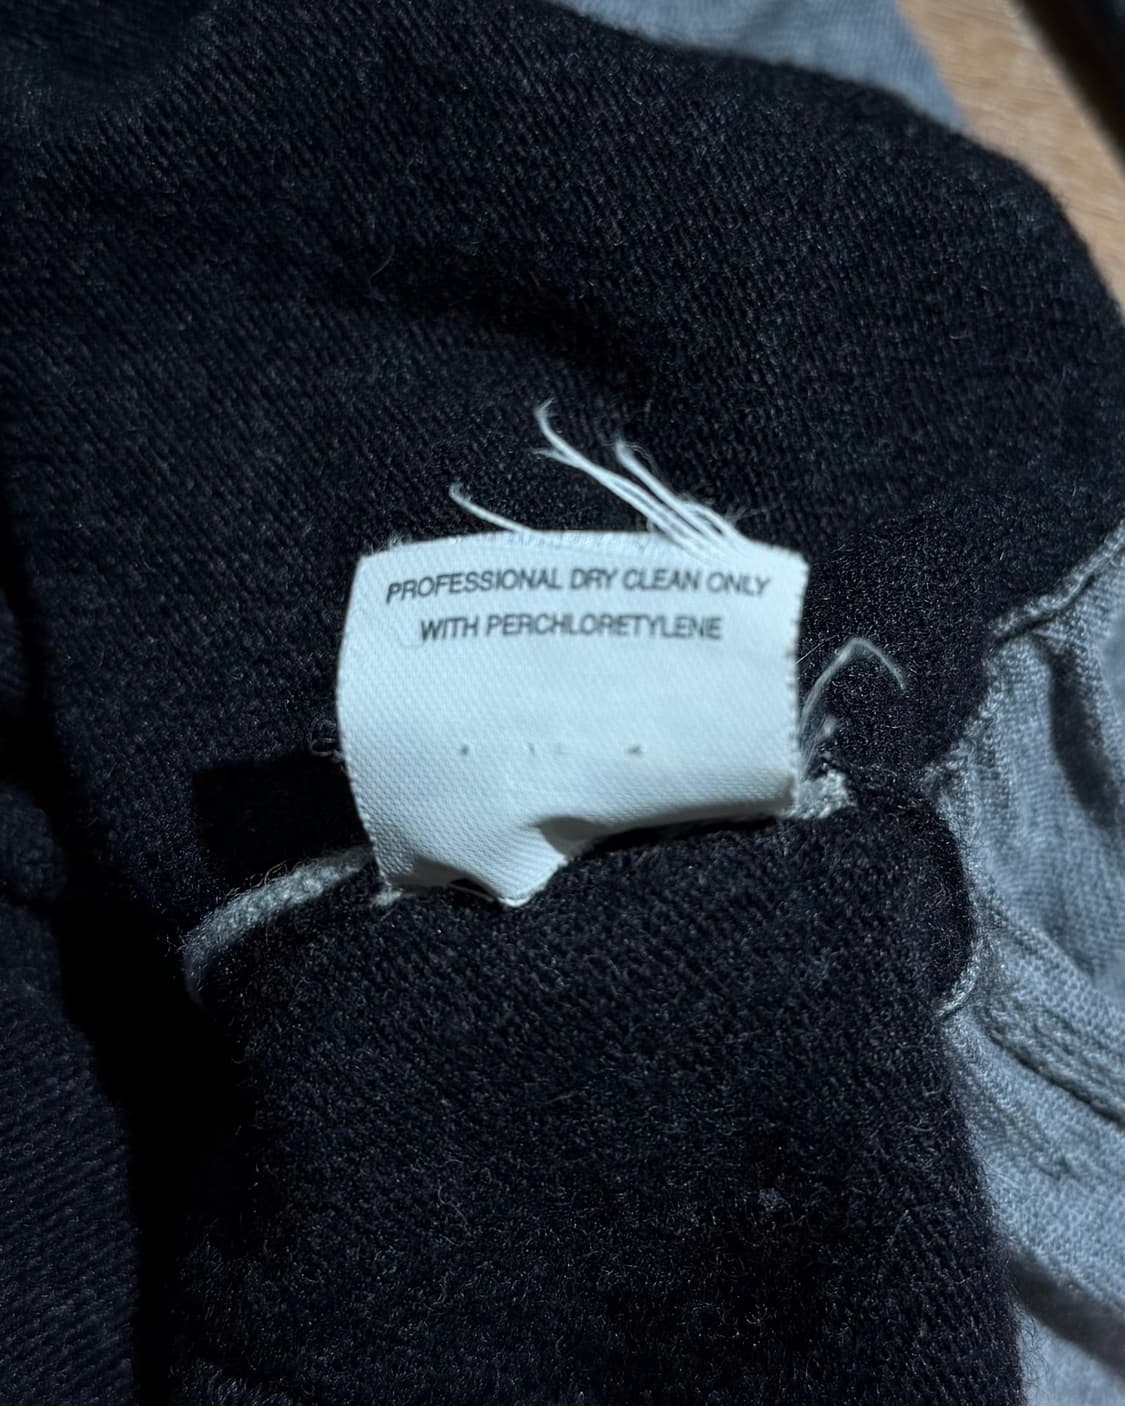 PROFESSIONAL DRY CLEAN ONLY
WITH PERCHLORETYLENE